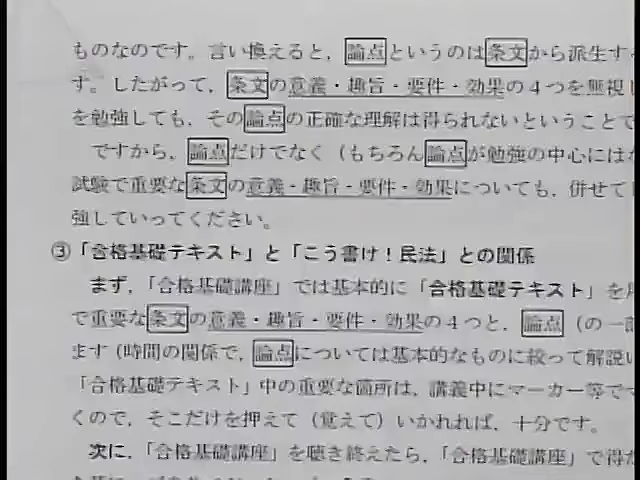 ものなのです。言い換えると，論点というのは条文から派生す
す。したがって，条文の意義・趣旨・要件・効果の４つを無視し
を勉強しても，その論点の正確な理解は得られないということで
ですから，論点だけでなく（もちろん論点が勉強の中心には
試験で重要な条文の意義・趣旨・要件・効果についても，併せて
強していってください。
③「合格基礎テキスト」と「こう書け！民法」との関係
まず，「合格基礎講座」では基本的に「合格基礎テキスト」を
で重要な条文の意義・趣旨・要件・効果の４つと，論点（の一部
ます（時間の関係で，論点については基本的なものに絞って解説
「合格基礎テキスト」中の重要な箇所は，講義中にマーカー等で
くので，そこだけを押えて（覚えて）いかれれば，十分です。
次に，「合格基礎講座」を聴き終えたら，「合格基礎講座」で得